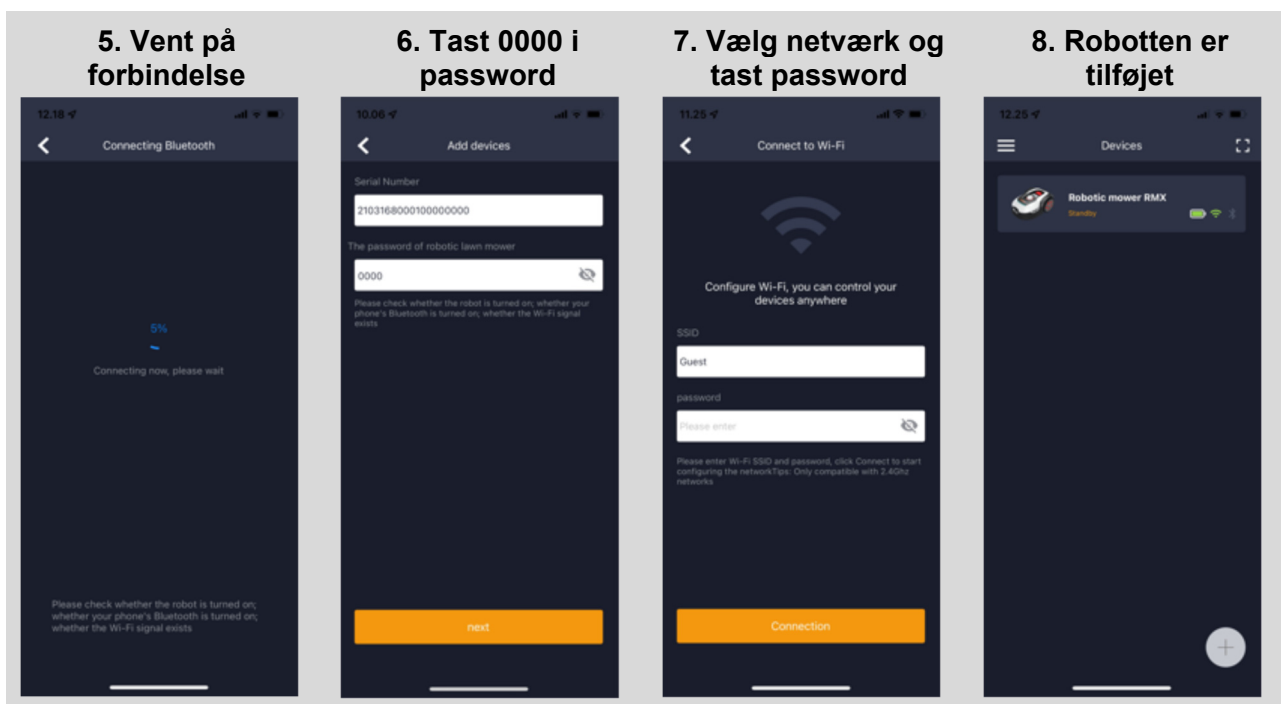 5. Vent på
forbindelse
12.18
Connecting Bluetooth
5%
Connecting now, please wait
Please check whether the robot is turned on;
whether your phone's Bluetooth is turned on;
whether the Wi-Fi signal exists
6. Tast 0000 i
password
10.06
Add devices
Serial Number
2103168000100000000
The password of robotic lawn mower
0000
Please check whether the robot is turned on; whether your
phone's Bluetooth is turned on; whether the Wi-Fi signal
exists
next
7. Vælg netværk og
tast password
11.25
Connect to Wi-Fi
Configure Wi-Fi, you can control your
devices anywhere
SSID
Guest
password
Please enter
Please enter Wi-Fi SSID and password, click Connect to start
configuring the networkTips: Only compatible with 2.4Ghz
networks
Connection
8. Robotten er
tilføjet
12.25
Devices
Robotic mower RMX
Standby